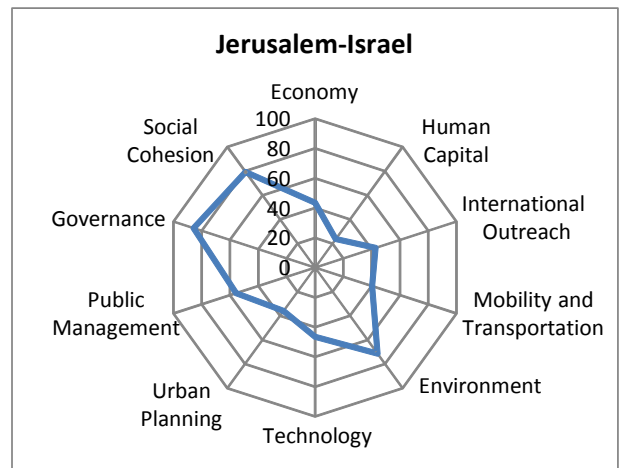 Jerusalem-Israel
Economy
Human
Capital
International
Outreach
Mobility and
Transportation
Environment
Technology
Urban
Planning
Public
Management
Governance
Social
Cohesion
100
80
60
40
20
0